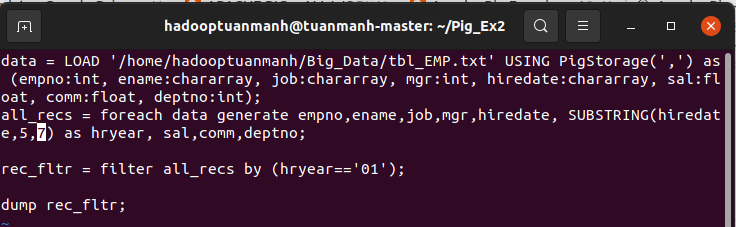 hadooptuanmanh@tuanmanh-master: ~/Pig_Ex2
data = LOAD '/home/hadooptuanmanh/Big_Data/tbl_EMP.txt' USING PigStorage(',') as
 (empno:int, ename:chararray, job:chararray, mgr:int, hiredate:chararray, sal:fl
oat, comm:float, deptno:int);
all_recs = foreach data generate empno,ename,job,mgr,hiredate, SUBSTRING(hiredat
e,5,7) as hryear, sal,comm,deptno;
rec_fltr = filter all_recs by (hryear=='01');
dump rec_fltr;
~